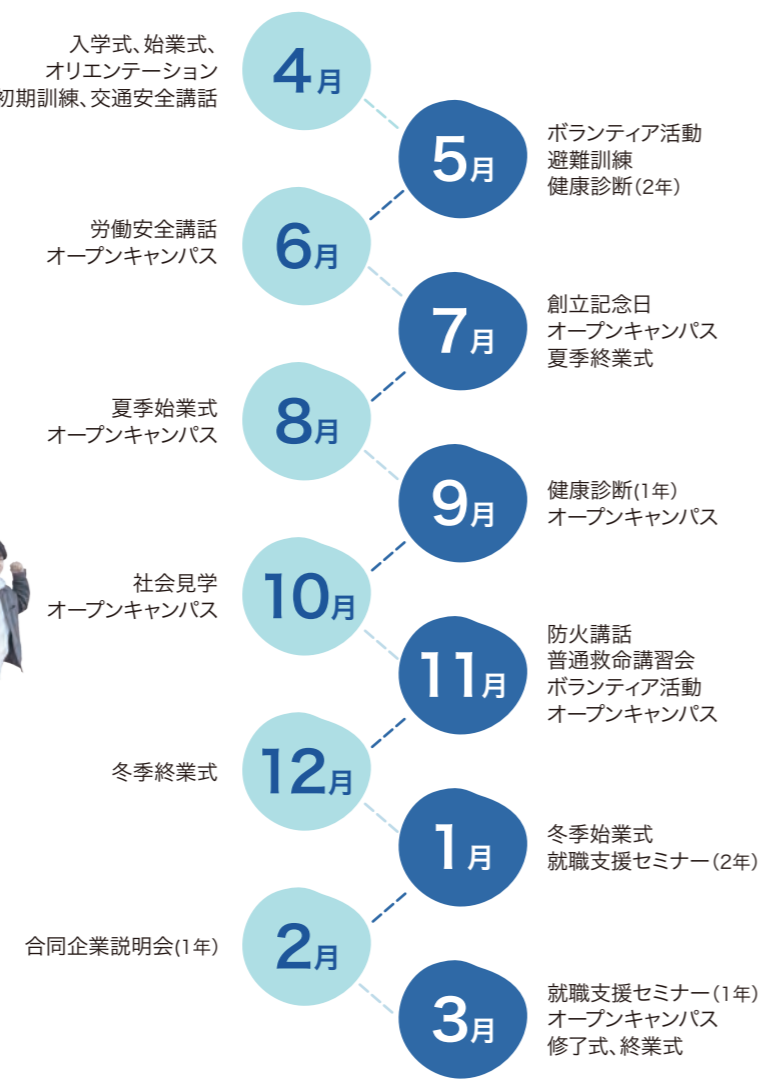 入学式、始業式、
オリエンテーション
初期訓練、交通安全講話
4月
5月
ボランティア活動
避難訓練
健康診断(2年)
労働安全講話
オープンキャンパス
6月
7月
創立記念日
オープンキャンパス
夏季終業式
夏季始業式
オープンキャンパス
8月
9月
健康診断(1年)
オープンキャンパス
社会見学
オープンキャンパス
10月
11月
防火講話
普通救命講習会
ボランティア活動
オープンキャンパス
冬季終業式
12月
1月
冬季始業式
就職支援セミナー(2年)
合同企業説明会(1年)
2月
3月
就職支援セミナー(1年)
オープンキャンパス
修了式、終業式